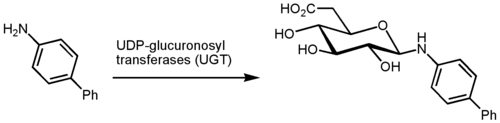 H₂N
Ph
UDP-glucuronosyl
transferases (UGT)
HO₂C
O
HO
HO
OH
H
N
Ph